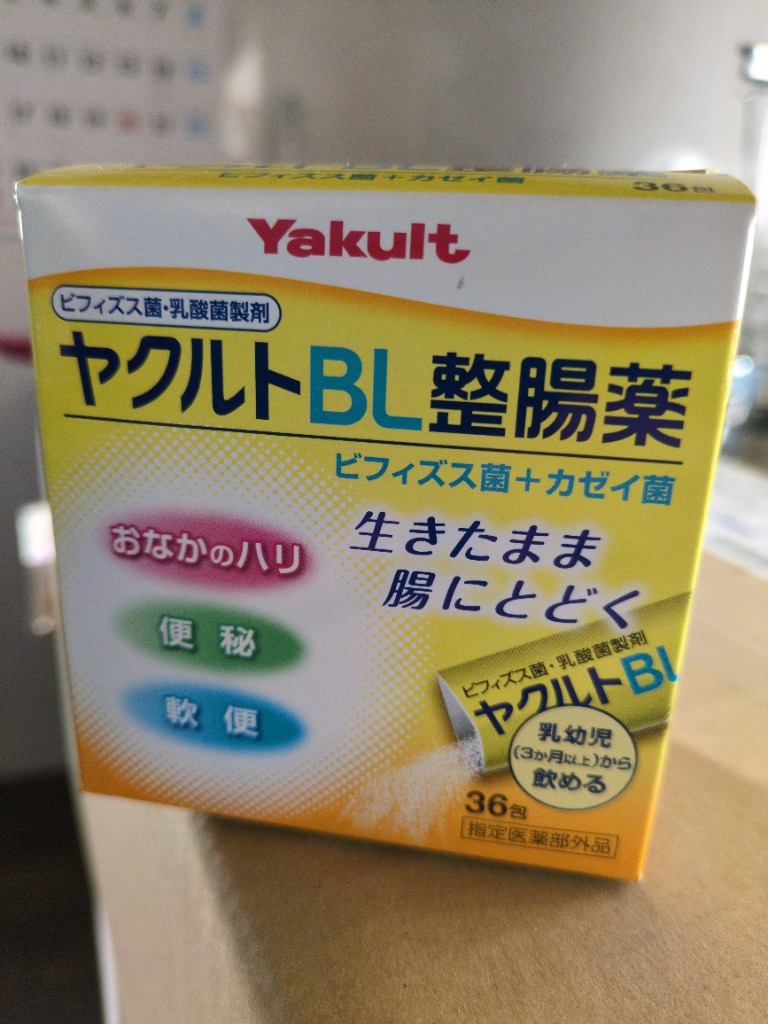 ビフィズス菌+カゼイ菌
36包
Yakult
ビフィズス菌・乳酸菌製剤
ヤクルトBL整腸薬
ビフィズス菌+カゼイ菌
おなかのハリ
便秘
軟便
生きたまま
腸にとどく
ビフィズス菌・乳酸菌製剤
ヤクルトBL
乳幼児
(3か月以上)から
飲める
36包
指定医薬部外品